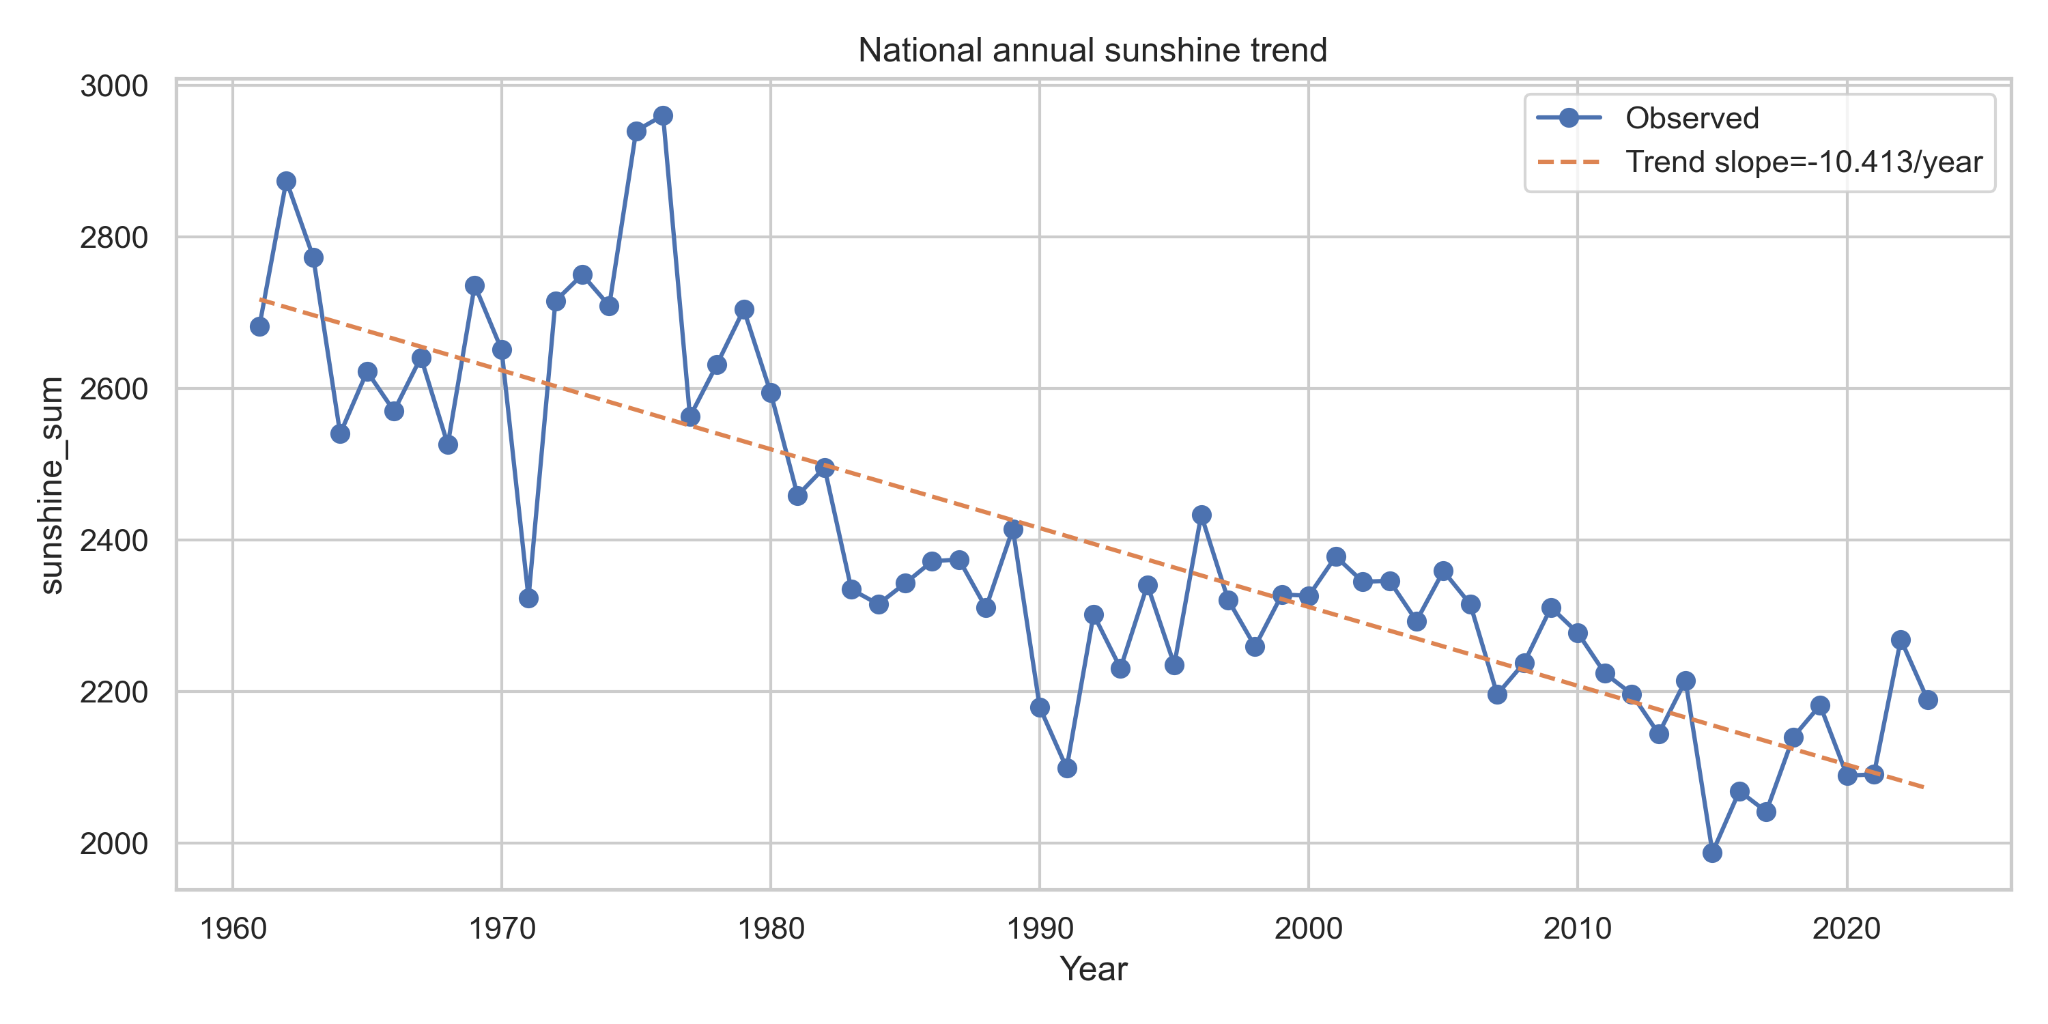 National annual sunshine trend
Observed
Trend slope=-10.413/year
3000
2800
2600
2400
2200
2000
sunshine_sum
1960 1970 1980 1990 2000 2010 2020
Year